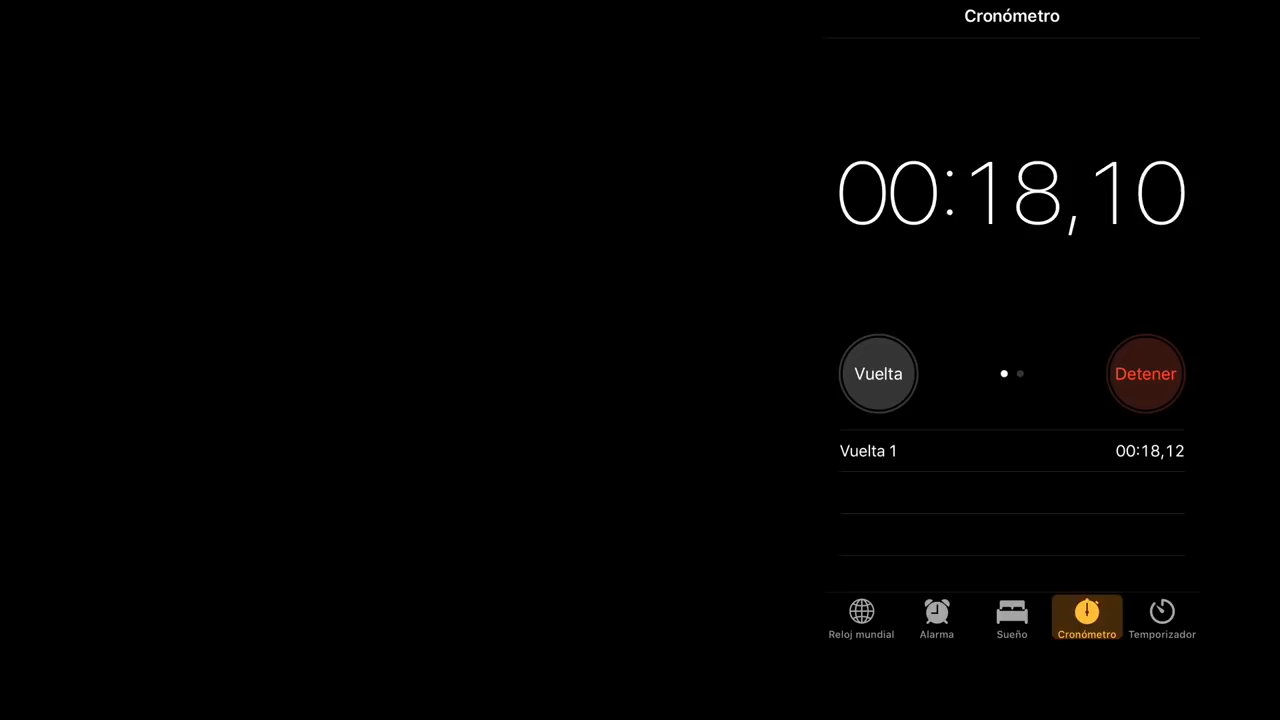 Cronómetro
00:18,10
Vuelta
Detener
Vuelta 1 00:18,12
Reloj mundial Alarma Sueño Cronómetro Temporizador